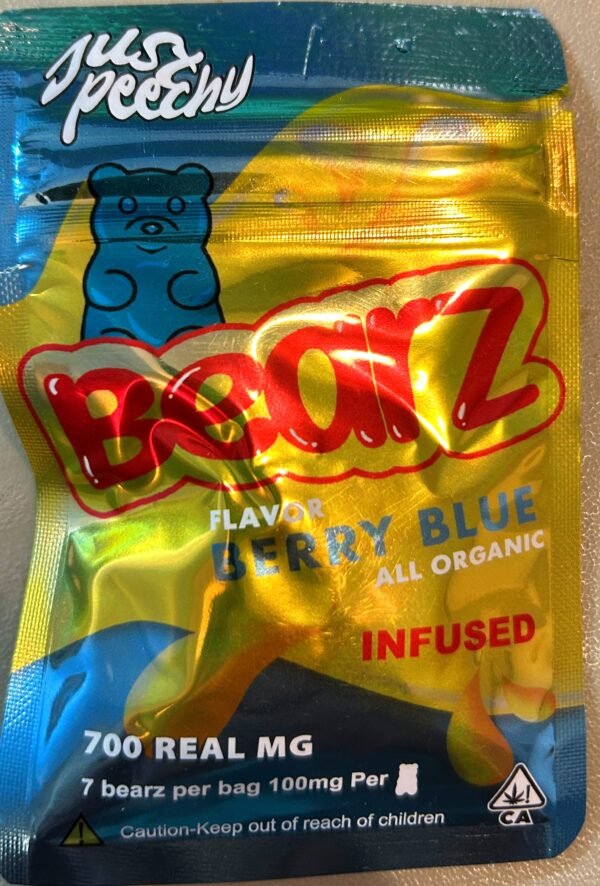 Just
peechy
Bearz
FLAVOR
BERRY BLUE
ALL ORGANIC
INFUSED
700 REAL MG
7 bearz per bag 100mg Per
Caution-Keep out of reach of children
!
!
CA